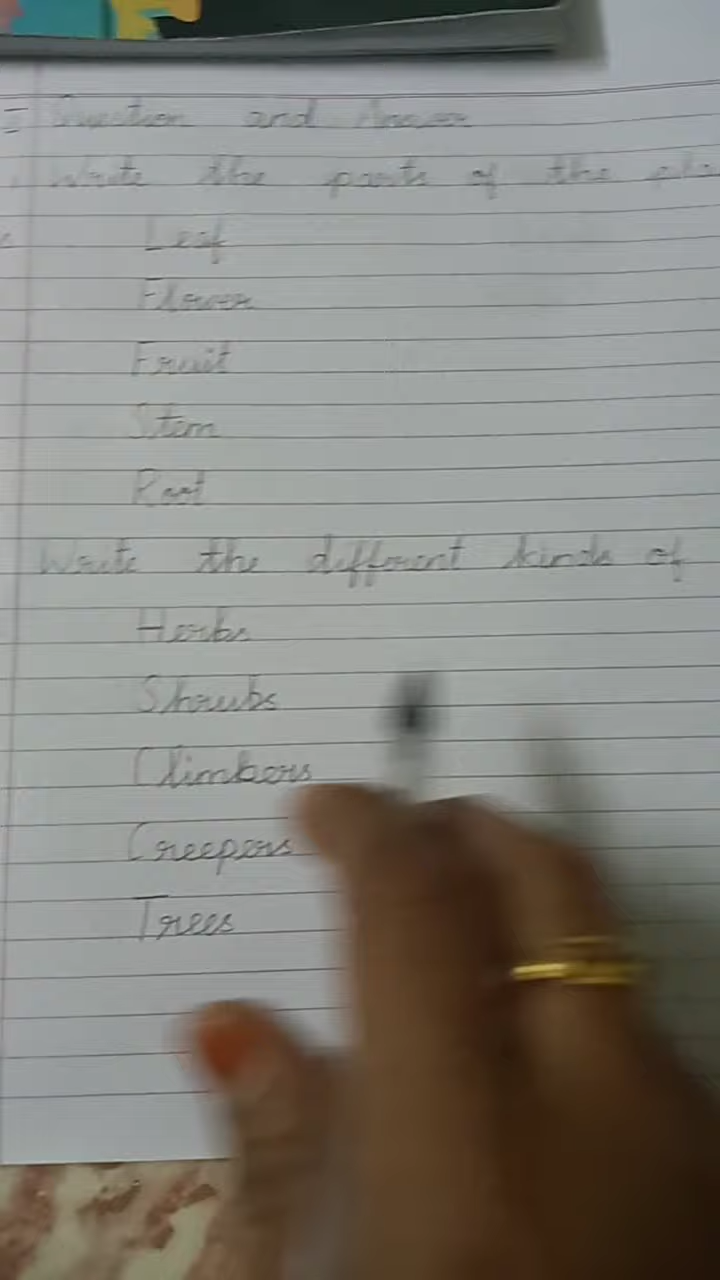 I Question and Answer
Write the parts of the pla
Leaf
Flower
Fruit
Stem
Root
Write the different kinds of
Herbs
Shrubs
Climbers
Creepers
Trees